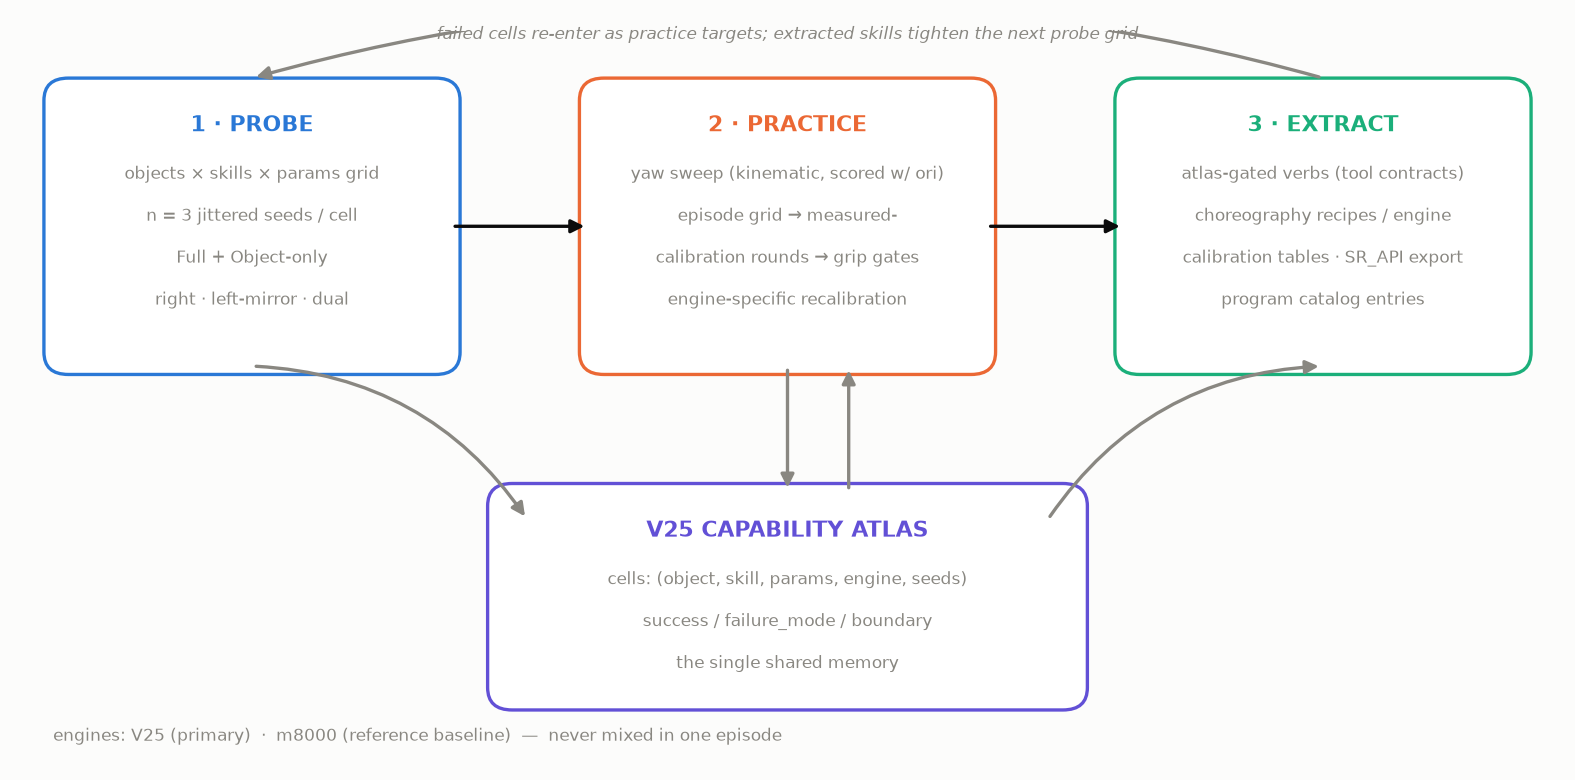 failed cells re-enter as practice targets; extracted skills tighten the next probe grid
1 · PROBE
objects × skills × params grid
n = 3 jittered seeds / cell
Full + Object-only
right · left-mirror · dual
2 · PRACTICE
yaw sweep (kinematic, scored w/ ori)
episode grid → measured-
calibration rounds → grip gates
engine-specific recalibration
3 · EXTRACT
atlas-gated verbs (tool contracts)
choreography recipes / engine
calibration tables · SR_API export
program catalog entries
V25 CAPABILITY ATLAS
cells: (object, skill, params, engine, seeds)
success / failure_mode / boundary
the single shared memory
engines: V25 (primary) · m8000 (reference baseline) — never mixed in one episode